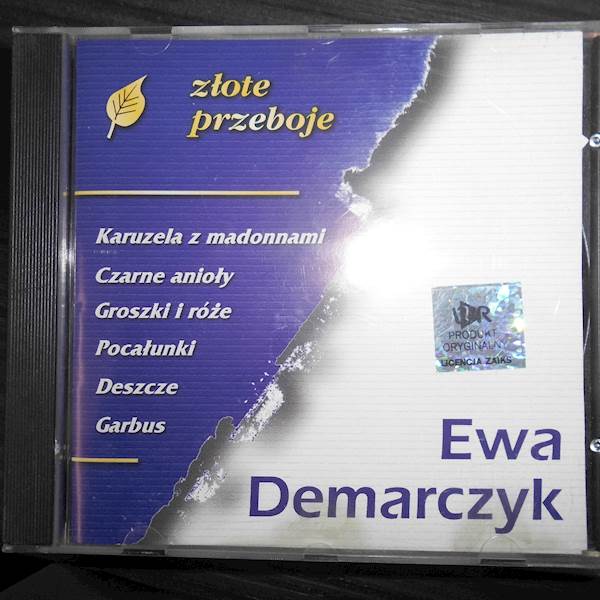 złote
przeboje
Karuzela z madonnami
Czarne anioły
Groszki i róże
Pocałunki
Deszcze
Garbus
PRODUKT
ORYGINALNY
LICENCJA ZAIKS
Ewa
Demarczyk